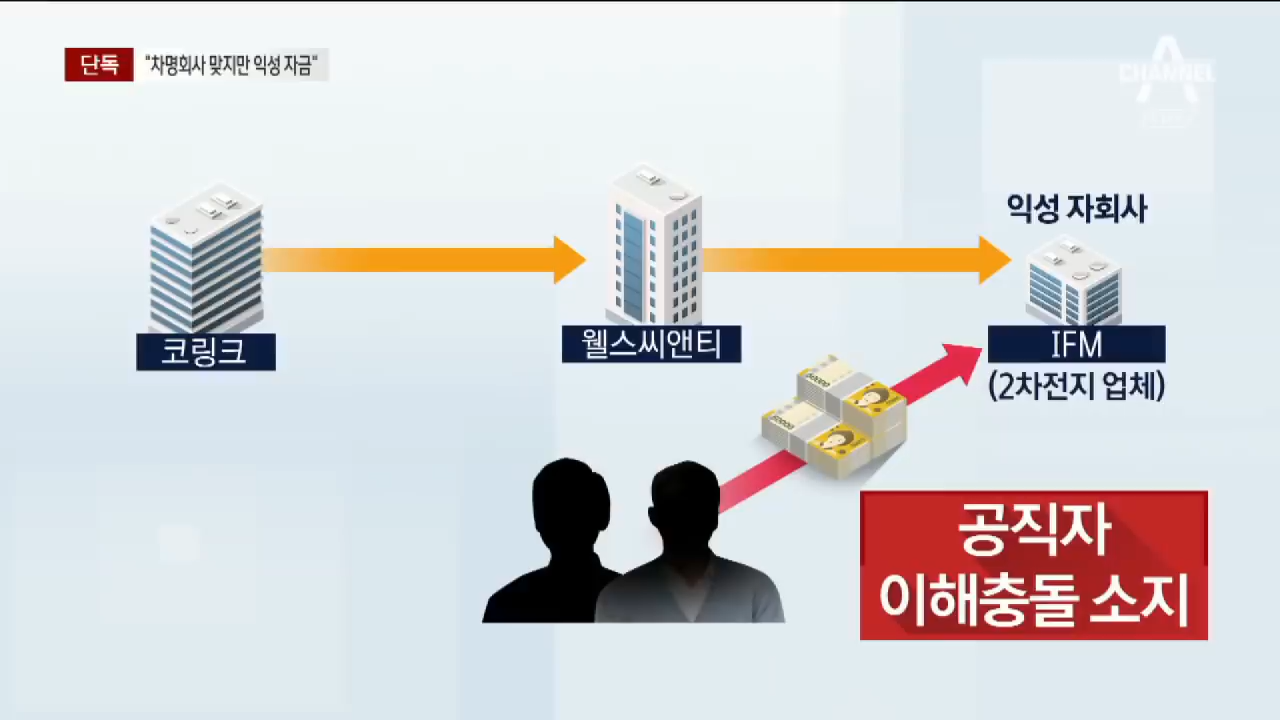 단독 "차명회사 맞지만 익성 자금"
CHANNEL A
익성 자회사
코링크
웰스씨앤티
IFM
(2차전지 업체)
50000
50000
공직자
이해충돌 소지